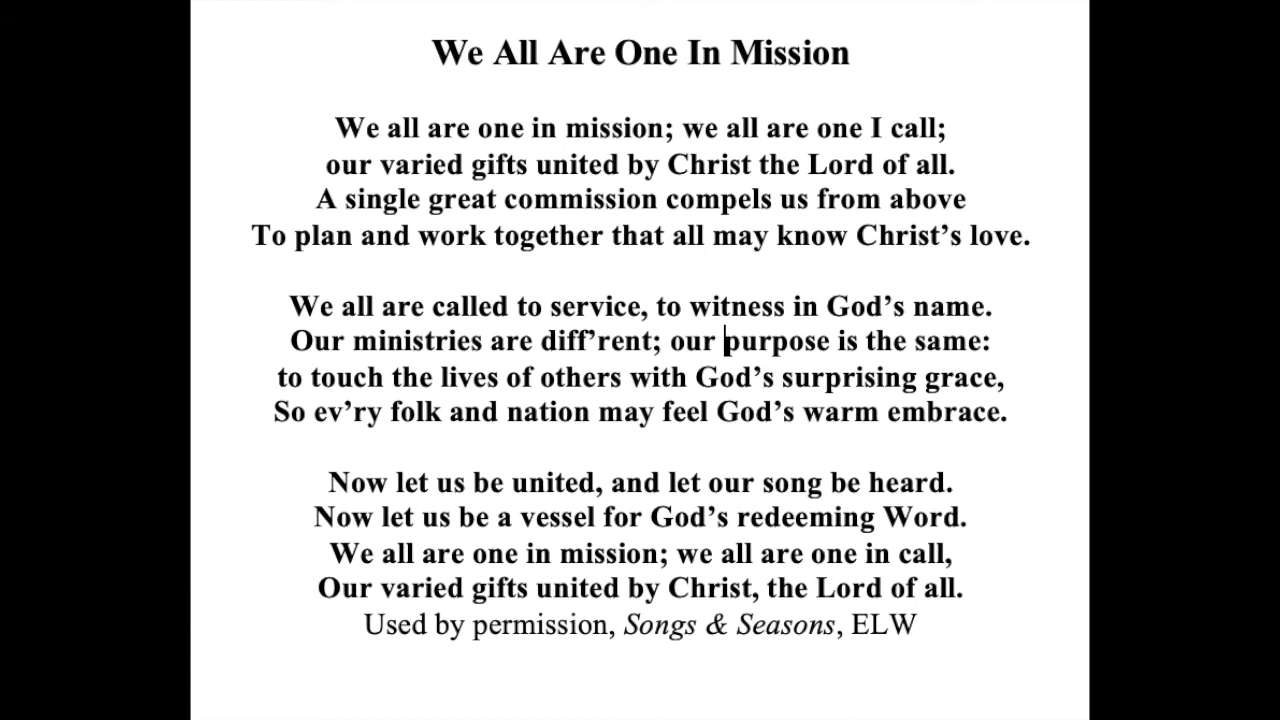 We All Are One In Mission
We all are one in mission; we all are one I call;
our varied gifts united by Christ the Lord of all.
A single great commission compels us from above
To plan and work together that all may know Christ’s love.
We all are called to service, to witness in God’s name.
Our ministries are diff’rent; our purpose is the same:
to touch the lives of others with God’s surprising grace,
So ev’ry folk and nation may feel God’s warm embrace.
Now let us be united, and let our song be heard.
Now let us be a vessel for God’s redeeming Word.
We all are one in mission; we all are one in call,
Our varied gifts united by Christ, the Lord of all.
Used by permission, Songs & Seasons, ELW